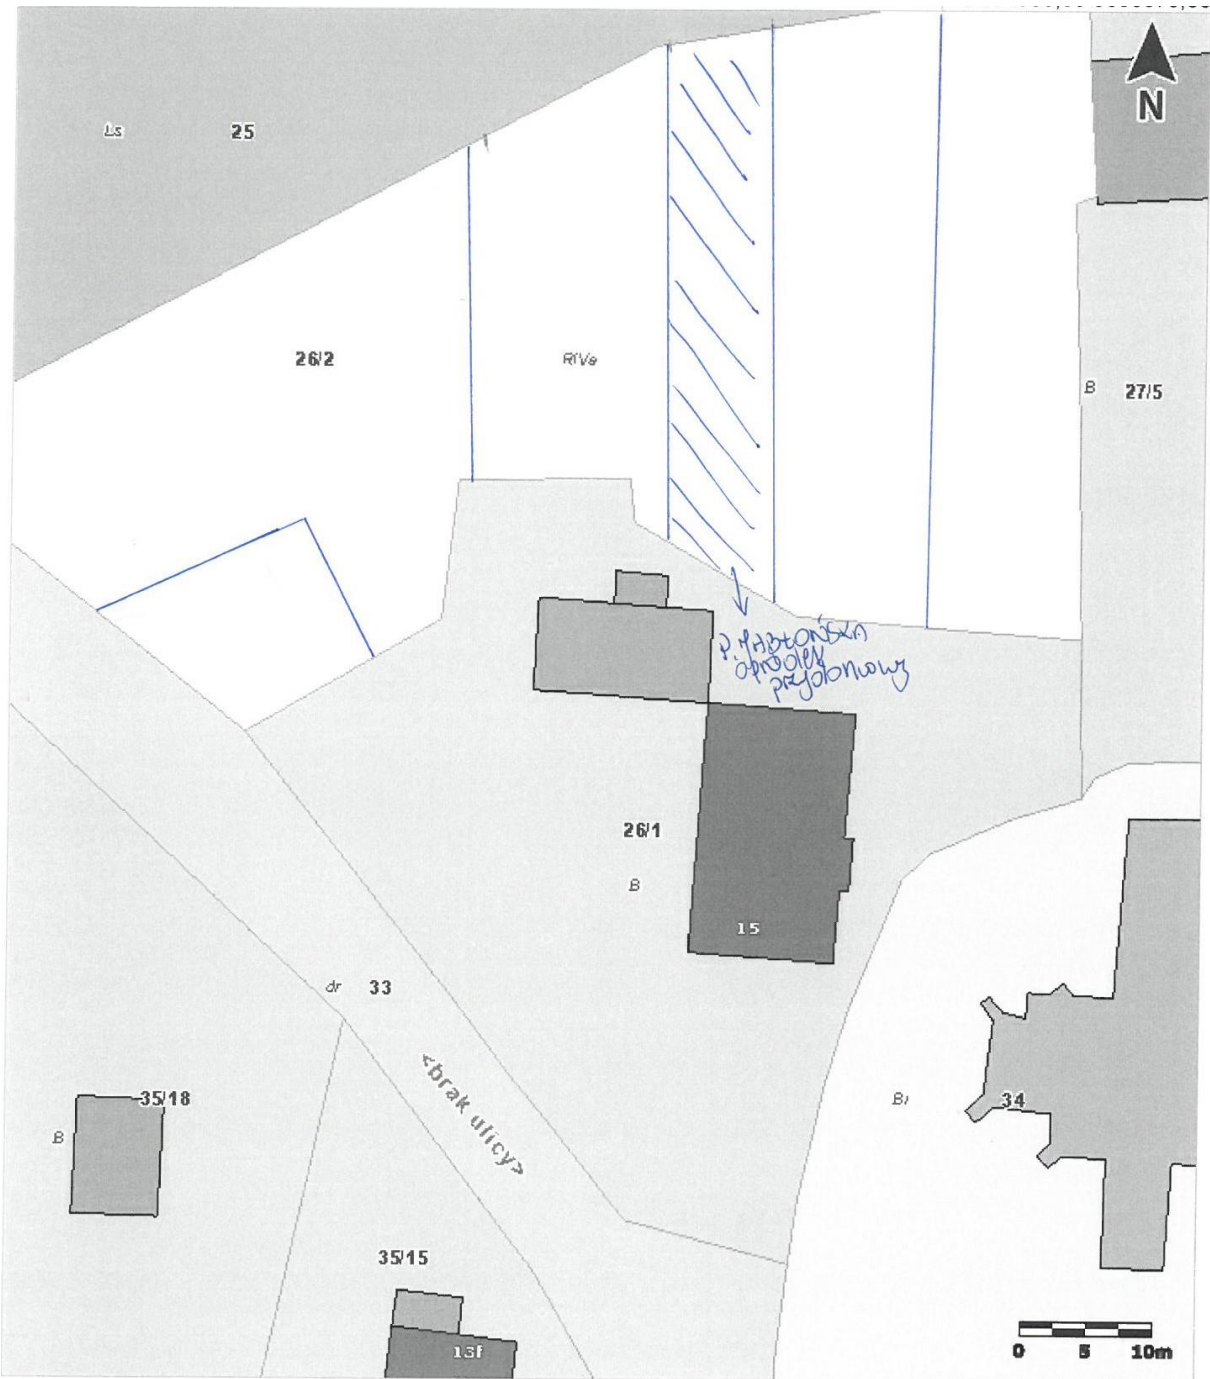 N
Ls 25
26/2
RIVa
B 27/5
P. JABŁOŃSKA
ogródek
przydomowy
26/1
B
15
dr 33
<brak ulicy>
35/18
B
Bi 34
35/15
13f
0 5 10m